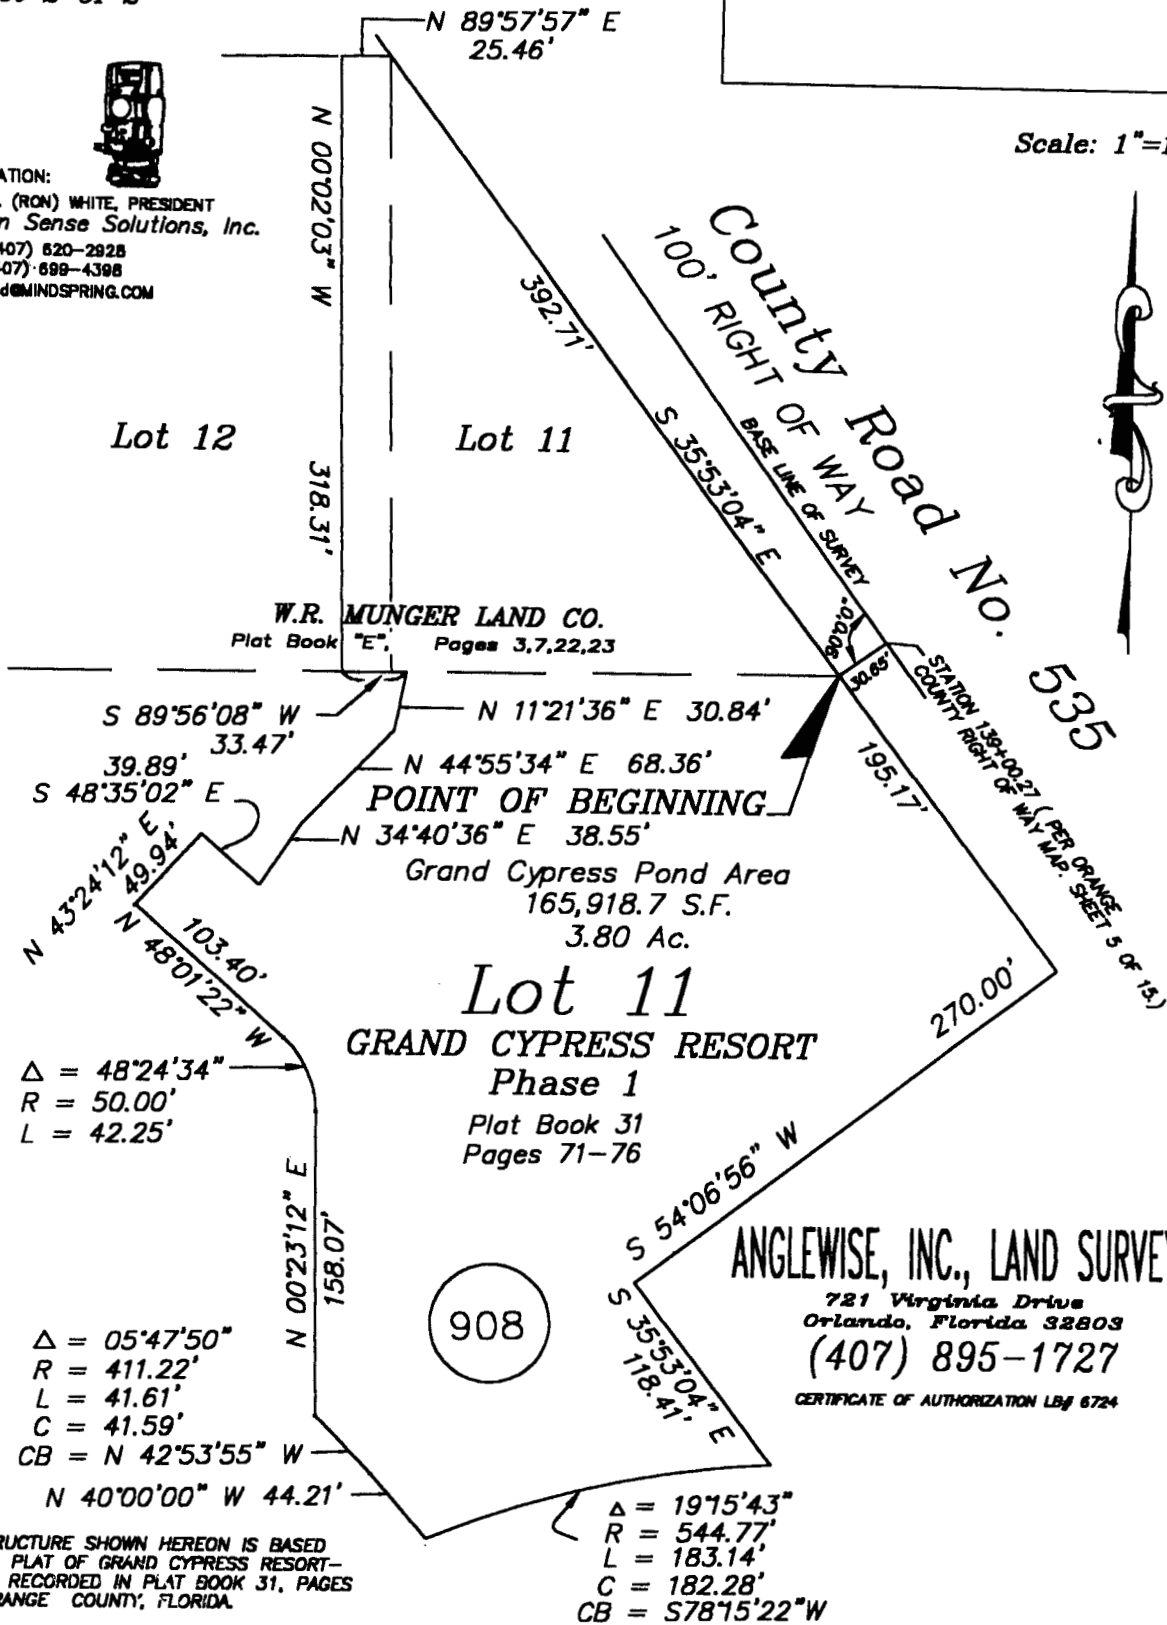 N 89°57'57" E
25.46'
Scale: 1"=
ATION:
. (RON) WHITE, PRESIDENT
n Sense Solutions, Inc.
407) 620-2928
07) 699-4398
d@MINDSPRING.COM
N 00°02'03" W
318.31'
392.71'
S 35°53'04" E
County Road No. 535
100' RIGHT OF WAY
BASE LINE OF SURVEY
Lot 12
Lot 11
90°00'00"
30.65'
STATION 139+00.27 (PER ORANGE
COUNTY RIGHT OF WAY MAP. SHEET 5 OF 15.)
W.R. MUNGER LAND CO.
Plat Book "E", Pages 3,7,22,23
S 89°56'08" W
33.47'
N 11°21'36" E 30.84'
39.89'
S 48°35'02" E
N 44°55'34" E 68.36'
POINT OF BEGINNING
N 34°40'36" E 38.55'
195.17'
N 43°24'12" E
49.94'
Grand Cypress Pond Area
165,918.7 S.F.
3.80 Ac.
103.40'
N 48°01'22" W
Lot 11
GRAND CYPRESS RESORT
Phase 1
Plat Book 31
Pages 71-76
270.00'
S 54°06'56" W
Δ = 48°24'34"
R = 50.00'
L = 42.25'
N 00°23'12" E
158.07'
908
S 35°53'04" E
118.41'
ANGLEWISE, INC., LAND SURVE
721 Virginia Drive
Orlando, Florida 32803
(407) 895-1727
CERTIFICATE OF AUTHORIZATION LB# 6724
Δ = 05°47'50"
R = 411.22'
L = 41.61'
C = 41.59'
CB = N 42°53'55" W
N 40°00'00" W 44.21'
Δ = 19°15'43"
R = 544.77'
L = 183.14'
C = 182.28'
CB = S78°15'22"W
RUCTURE SHOWN HEREON IS BASED
PLAT OF GRAND CYPRESS RESORT-
RECORDED IN PLAT BOOK 31, PAGES
RANGE COUNTY, FLORIDA.